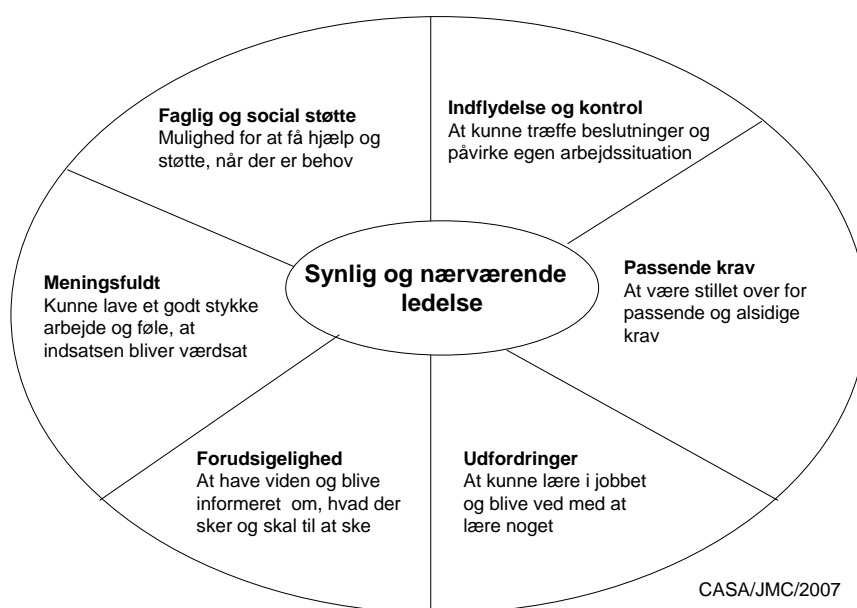 Faglig og social støtte
Mulighed for at få hjælp og
støtte, når der er behov
Indflydelse og kontrol
At kunne træffe beslutninger og
påvirke egen arbejdssituation
Meningsfuldt
Kunne lave et godt stykke
arbejde og føle, at
indsatsen bliver værdsat
Synlig og nærværende
ledelse
Passende krav
At være stillet over for
passende og alsidige
krav
Forudsigelighed
At have viden og blive
informeret om, hvad der
sker og skal til at ske
Udfordringer
At kunne lære i jobbet
og blive ved med at
lære noget
CASA/JMC/2007